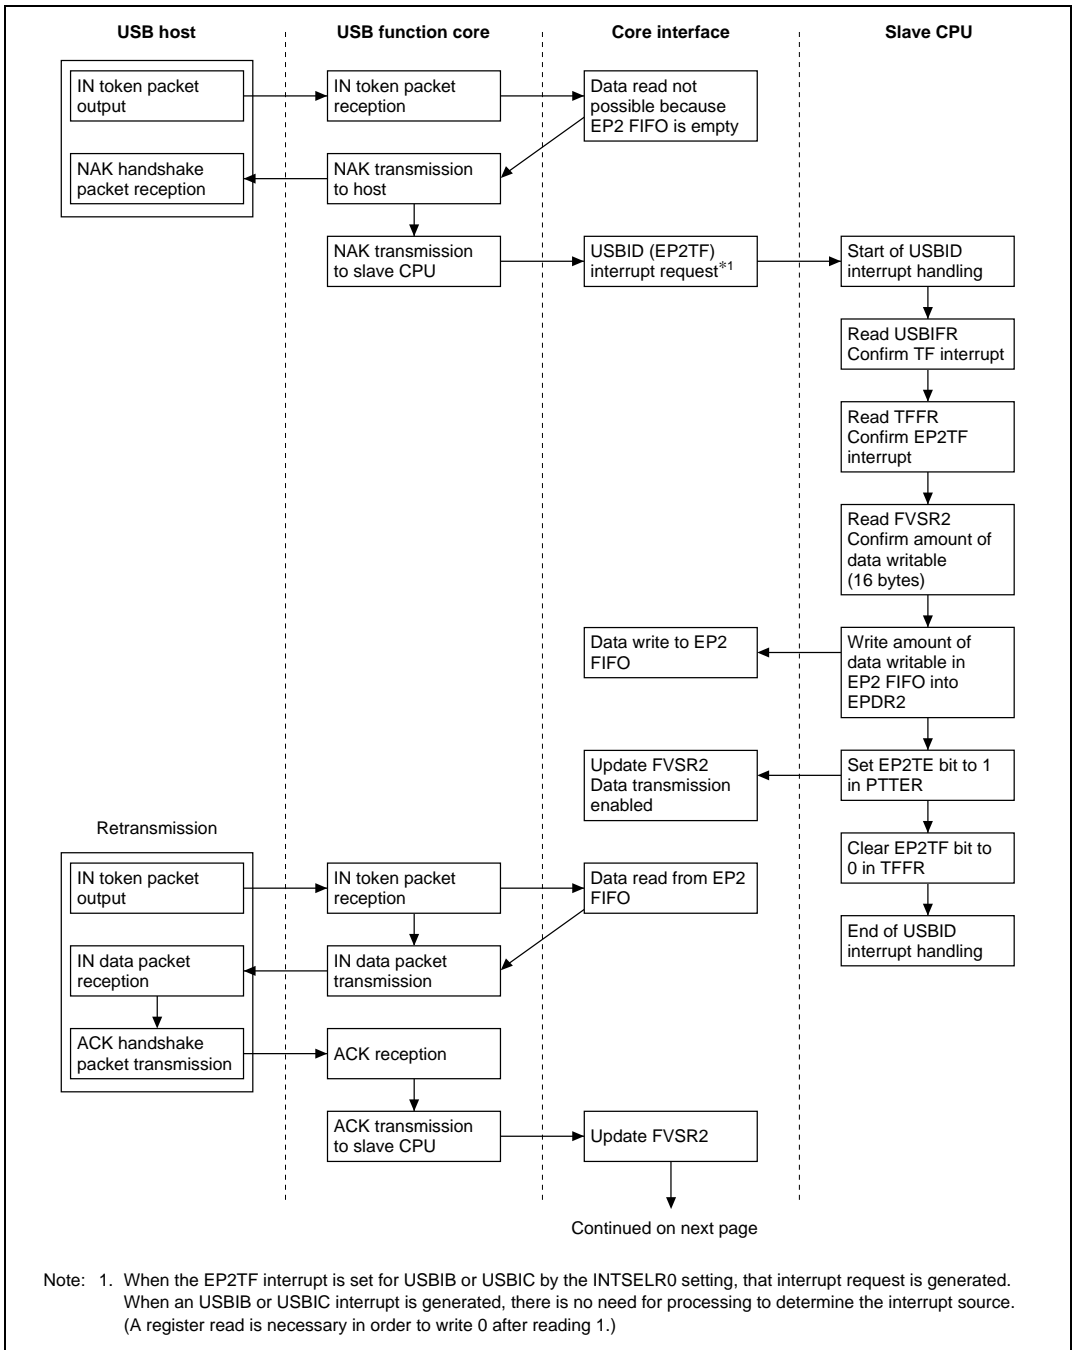 USB host
USB function core
Core interface
Slave CPU
IN token packet
output
IN token packet
reception
Data read not
possible because
EP2 FIFO is empty
NAK handshake
packet reception
NAK transmission
to host
NAK transmission
to slave CPU
USBID (EP2TF)
interrupt request*1
Start of USBID
interrupt handling
Read USBIFR
Confirm TF interrupt
Read TFFR
Confirm EP2TF
interrupt
Read FVSR2
Confirm amount of
data writable
(16 bytes)
Data write to EP2
FIFO
Write amount of
data writable in
EP2 FIFO into
EPDR2
Update FVSR2
Data transmission
enabled
Set EP2TE bit to 1
in PTTER
Retransmission
Clear EP2TF bit to
0 in TFFR
IN token packet
output
IN token packet
reception
Data read from EP2
FIFO
End of USBID
interrupt handling
IN data packet
reception
IN data packet
transmission
ACK handshake
packet transmission
ACK reception
ACK transmission
to slave CPU
Update FVSR2
Continued on next page
Note: 1. When the EP2TF interrupt is set for USBIB or USBIC by the INTSELR0 setting, that interrupt request is generated.
When an USBIB or USBIC interrupt is generated, there is no need for processing to determine the interrupt source.
(A register read is necessary in order to write 0 after reading 1.)